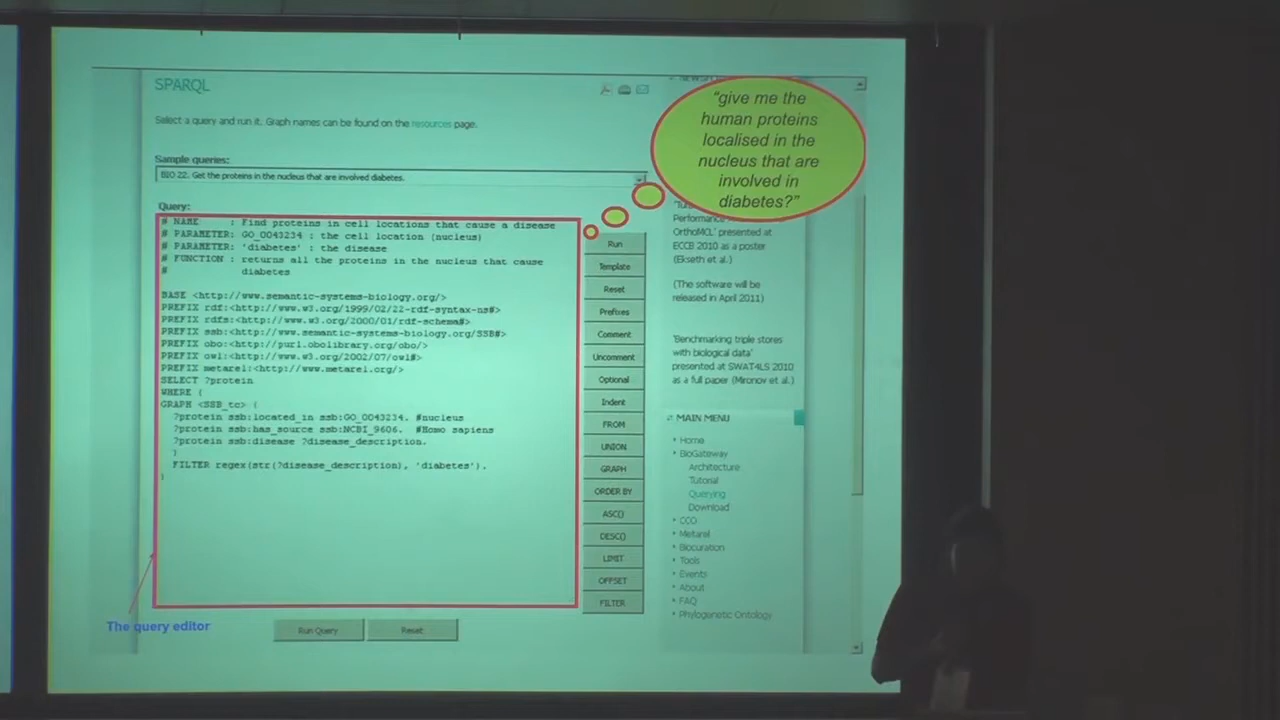 SPARQL
Select a query and run it. Graph names can be found on the resources page.
Sample queries:
BIO 22. Get the proteins in the nucleus that are involved diabetes.
Query:
# NAME : Find proteins in cell locations that cause a disease
# PARAMETER: GO_0043234 : the cell location (nucleus)
# PARAMETER: 'diabetes' : the disease
# FUNCTION : returns all the proteins in the nucleus that cause
# diabetes
BASE <http://www.semantic-systems-biology.org/>
PREFIX rdf:<http://www.w3.org/1999/02/22-rdf-syntax-ns#>
PREFIX rdfs:<http://www.w3.org/2000/01/rdf-schema#>
PREFIX ssb:<http://www.semantic-systems-biology.org/SSB#>
PREFIX obo:<http://purl.obolibrary.org/obo/>
PREFIX owl:<http://www.w3.org/2002/07/owl#>
PREFIX metarel:<http://www.metarel.org/>
SELECT ?protein
WHERE {
GRAPH <SSB_tc> {
?protein ssb:located_in ssb:GO_0043234. #nucleus
?protein ssb:has_source ssb:NCBI_9606. #Homo sapiens
?protein ssb:disease ?disease_description.
}
FILTER regex(str(?disease_description), 'diabetes').
}
The query editor
Run Query
Reset
Run
Template
Reset
Prefixes
Comment
Uncomment
Optional
Indent
FROM
UNION
GRAPH
ORDER BY
ASC()
DESC()
LIMIT
OFFSET
FILTER
"give me the
human proteins
localised in the
nucleus that are
involved in
diabetes?"
OrthoMCL' presented at
ECCB 2010 as a poster
(Ekseth et al.)
(The software will be
released in April 2011)
'Benchmarking triple stores
with biological data'
presented at SWAT4LS 2010
as a full paper (Mironov et al.)
MAIN MENU
Home
BioGateway
Architecture
Tutorial
Querying
Download
CCO
Metarel
Biocuration
Tools
Events
About
FAQ
Phylogenetic Ontology